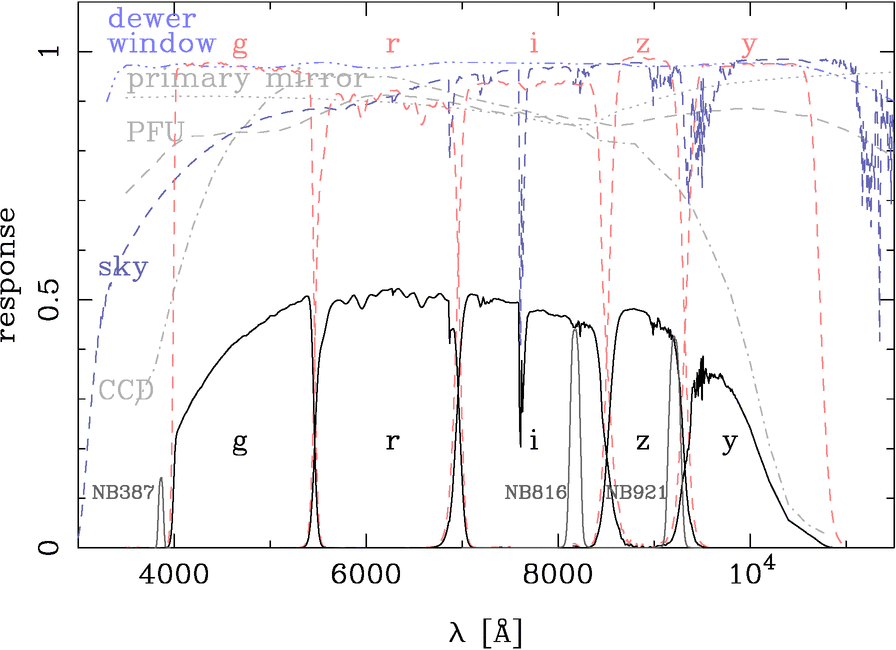 dewer
window
g r i z y
primary mirror
PFU
sky
CCD
g r i z y
NB387
NB816
NB921
1
0.5
0
4000 6000 8000 10⁴
response
λ [Å]